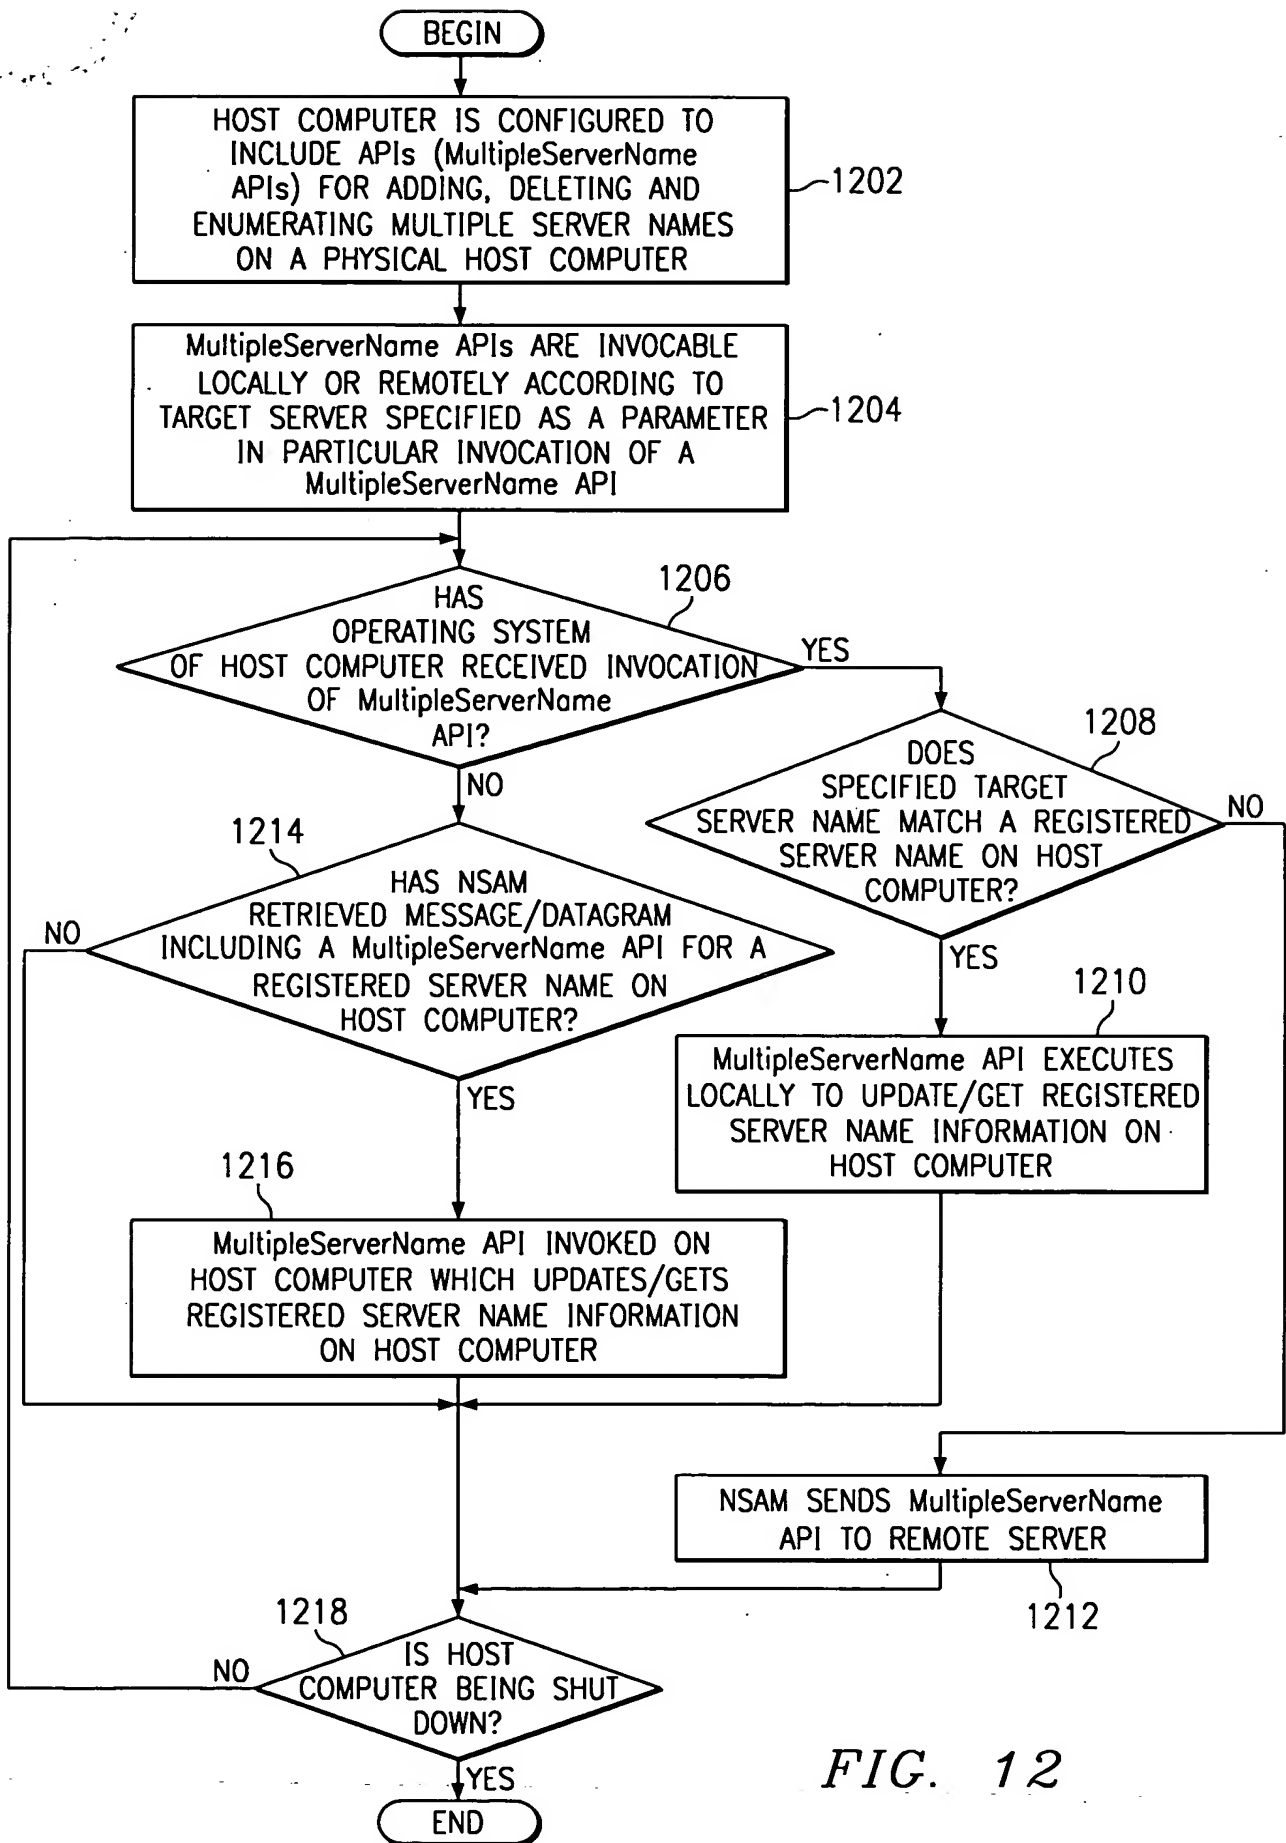 BEGIN
HOST COMPUTER IS CONFIGURED TO
INCLUDE APIs (MultipleServerName
APIs) FOR ADDING, DELETING AND
ENUMERATING MULTIPLE SERVER NAMES
ON A PHYSICAL HOST COMPUTER
1202
MultipleServerName APIs ARE INVOCABLE
LOCALLY OR REMOTELY ACCORDING TO
TARGET SERVER SPECIFIED AS A PARAMETER
IN PARTICULAR INVOCATION OF A
MultipleServerName API
1204
HAS
OPERATING SYSTEM
OF HOST COMPUTER RECEIVED INVOCATION
OF MultipleServerName
API?
1206
YES
NO
DOES
SPECIFIED TARGET
SERVER NAME MATCH A REGISTERED
SERVER NAME ON HOST
COMPUTER?
1208
NO
YES
1214
HAS NSAM
RETRIEVED MESSAGE/DATAGRAM
INCLUDING A MultipleServerName API FOR A
REGISTERED SERVER NAME ON
HOST COMPUTER?
NO
YES
1210
MultipleServerName API EXECUTES
LOCALLY TO UPDATE/GET REGISTERED
SERVER NAME INFORMATION ON
HOST COMPUTER
1216
MultipleServerName API INVOKED ON
HOST COMPUTER WHICH UPDATES/GETS
REGISTERED SERVER NAME INFORMATION
ON HOST COMPUTER
NSAM SENDS MultipleServerName
API TO REMOTE SERVER
1212
1218
IS HOST
COMPUTER BEING SHUT
DOWN?
NO
YES
END
FIG. 12